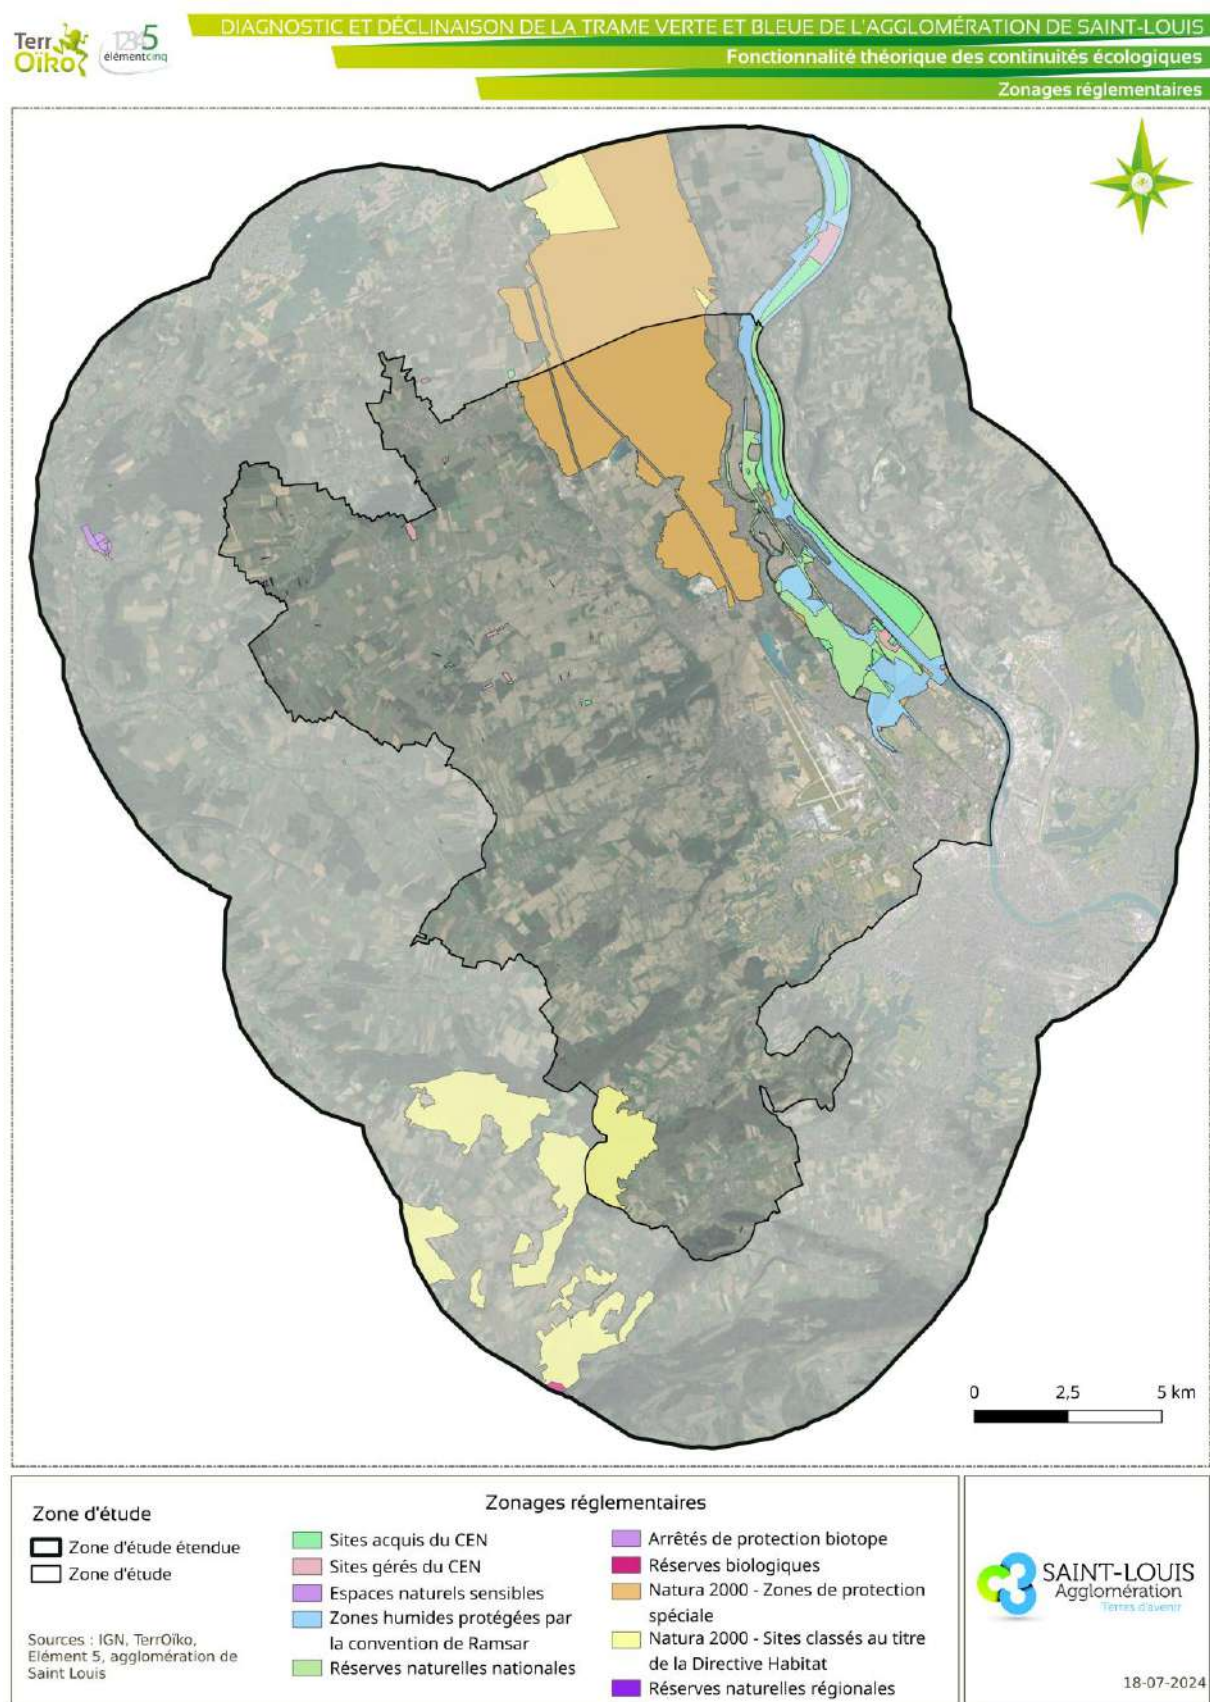 DIAGNOSTIC ET DÉCLINAISON DE LA TRAME VERTE ET BLEUE DE L'AGGLOMÉRATION DE SAINT-LOUIS
Terr
Oïko
12345
élémentcinq
Fonctionnalité théorique des continuités écologiques
Zonages réglementaires
0 2,5 5 km
Zone d'étude
Zone d'étude étendue
Zone d'étude
Sources : IGN, TerrOïko,
Elément 5, agglomération de
Saint Louis
Zonages réglementaires
Sites acquis du CEN
Sites gérés du CEN
Espaces naturels sensibles
Zones humides protégées par
la convention de Ramsar
Réserves naturelles nationales
Arrêtés de protection biotope
Réserves biologiques
Natura 2000 - Zones de protection
spéciale
Natura 2000 - Sites classés au titre
de la Directive Habitat
Réserves naturelles régionales
SAINT-LOUIS
Agglomération
Terres d'avenir
18-07-2024